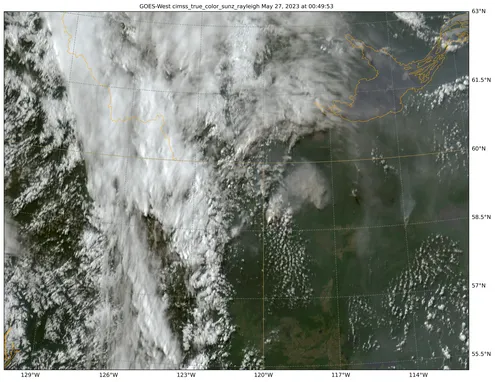 GOES-West cimss_true_color_sunz_rayleigh May 27, 2023 at 00:49:53
63°N
61.5°N
60°N
58.5°N
57°N
55.5°N
129°W
126°W
123°W
120°W
117°W
114°W